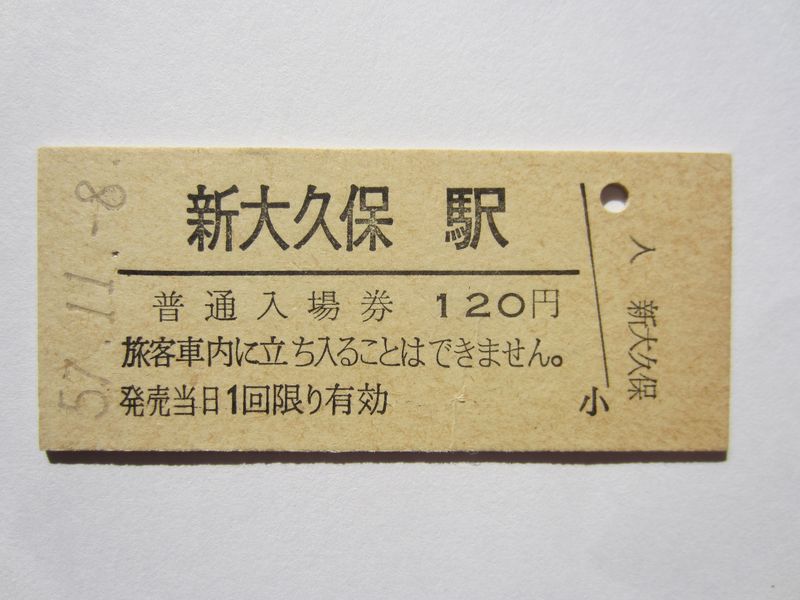 57.11.-8
新大久保 駅
普通入場券 120円
旅客車内に立ち入ることはできません。
発売当日1回限り有効
小
入 新大久保